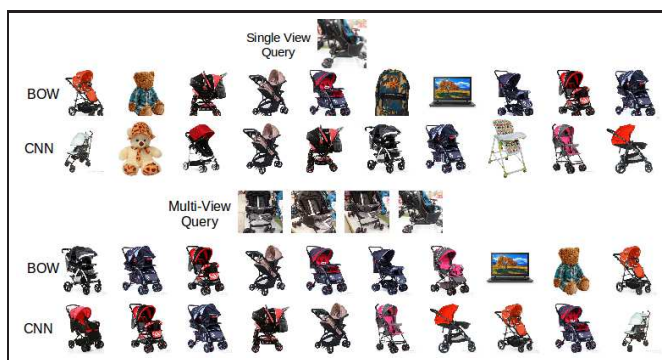 Single View
Query
BOW
CNN
Multi-View
Query
BOW
CNN